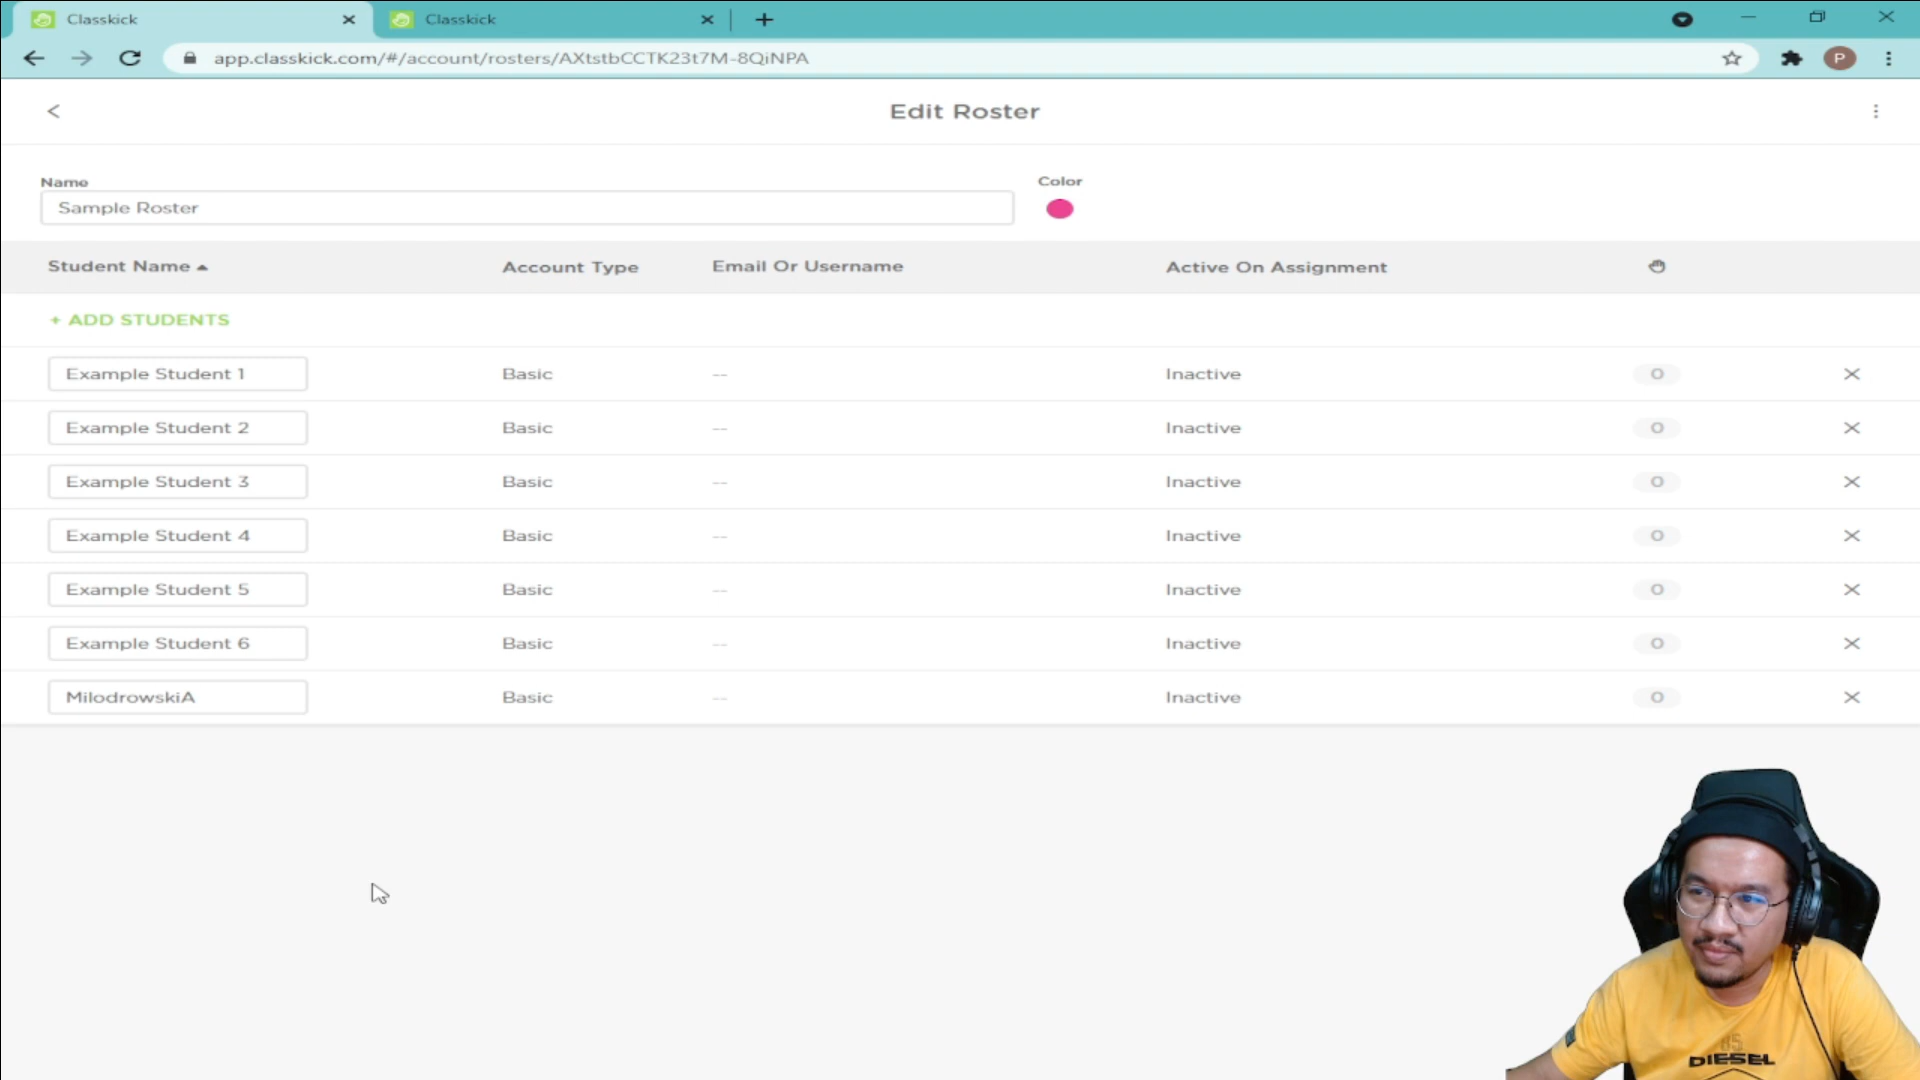 Classkick
Classkick
app.classkick.com/#/account/rosters/AXtstbCCTK23t7M-8QiNPA
P
Edit Roster
Name
Color
Sample Roster
Student Name
Account Type
Email Or Username
Active On Assignment
+ ADD STUDENTS
Example Student 1
Basic
--
Inactive
0
Example Student 2
Basic
--
Inactive
0
Example Student 3
Basic
--
Inactive
0
Example Student 4
Basic
--
Inactive
0
Example Student 5
Basic
--
Inactive
0
Example Student 6
Basic
--
Inactive
0
MilodrowskiA
Basic
--
Inactive
0
DIESEL